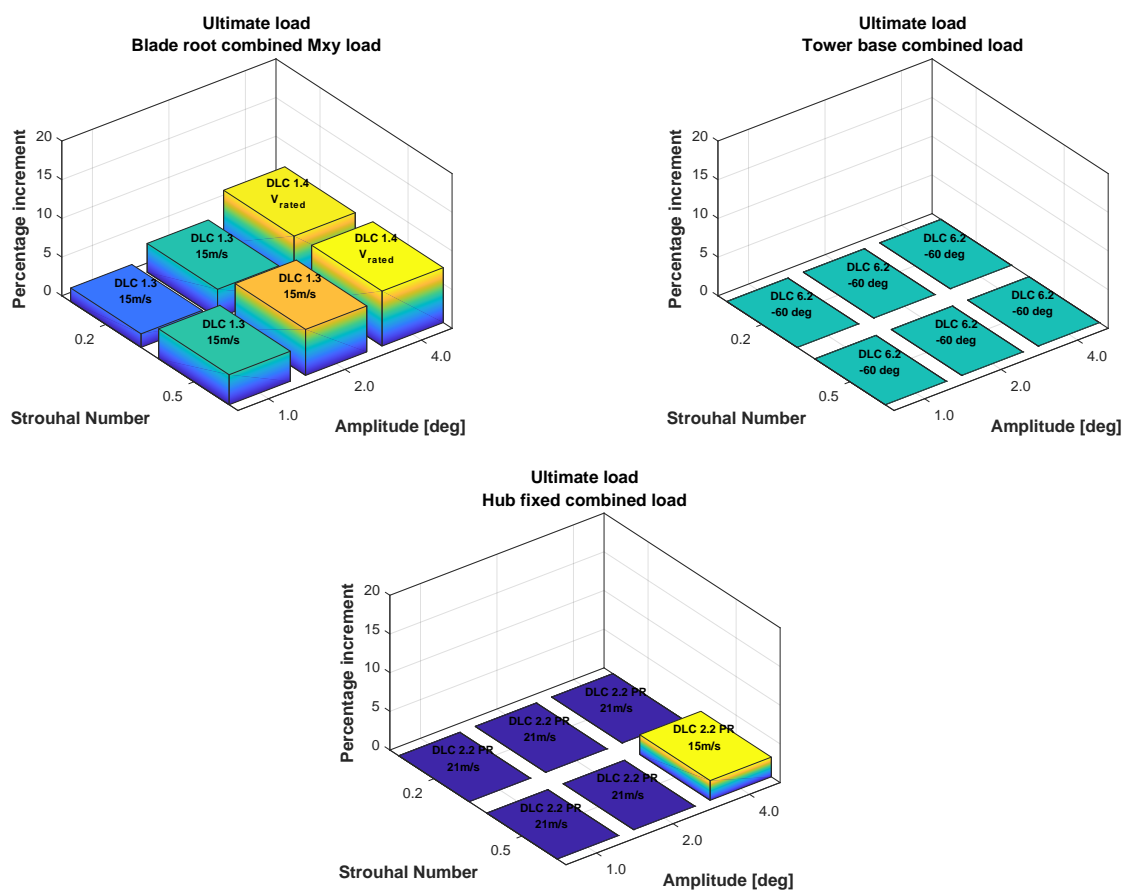 Ultimate load
Blade root combined Mxy load
Percentage increment
20
15
10
5
0
DLC 1.4
Vrated
DLC 1.3
15m/s
DLC 1.4
Vrated
DLC 1.3
15m/s
DLC 1.3
15m/s
DLC 1.3
15m/s
0.2
0.5
Strouhal Number
1.0
2.0
4.0
Amplitude [deg]
Ultimate load
Tower base combined load
Percentage increment
20
15
10
5
0
DLC 6.2
-60 deg
DLC 6.2
-60 deg
DLC 6.2
-60 deg
DLC 6.2
-60 deg
DLC 6.2
-60 deg
DLC 6.2
-60 deg
0.2
0.5
Strouhal Number
1.0
2.0
4.0
Amplitude [deg]
Ultimate load
Hub fixed combined load
Percentage increment
20
15
10
5
0
DLC 2.2 PR
21m/s
DLC 2.2 PR
21m/s
DLC 2.2 PR
15m/s
DLC 2.2 PR
21m/s
DLC 2.2 PR
21m/s
DLC 2.2 PR
21m/s
0.2
0.5
Strouhal Number
1.0
2.0
4.0
Amplitude [deg]